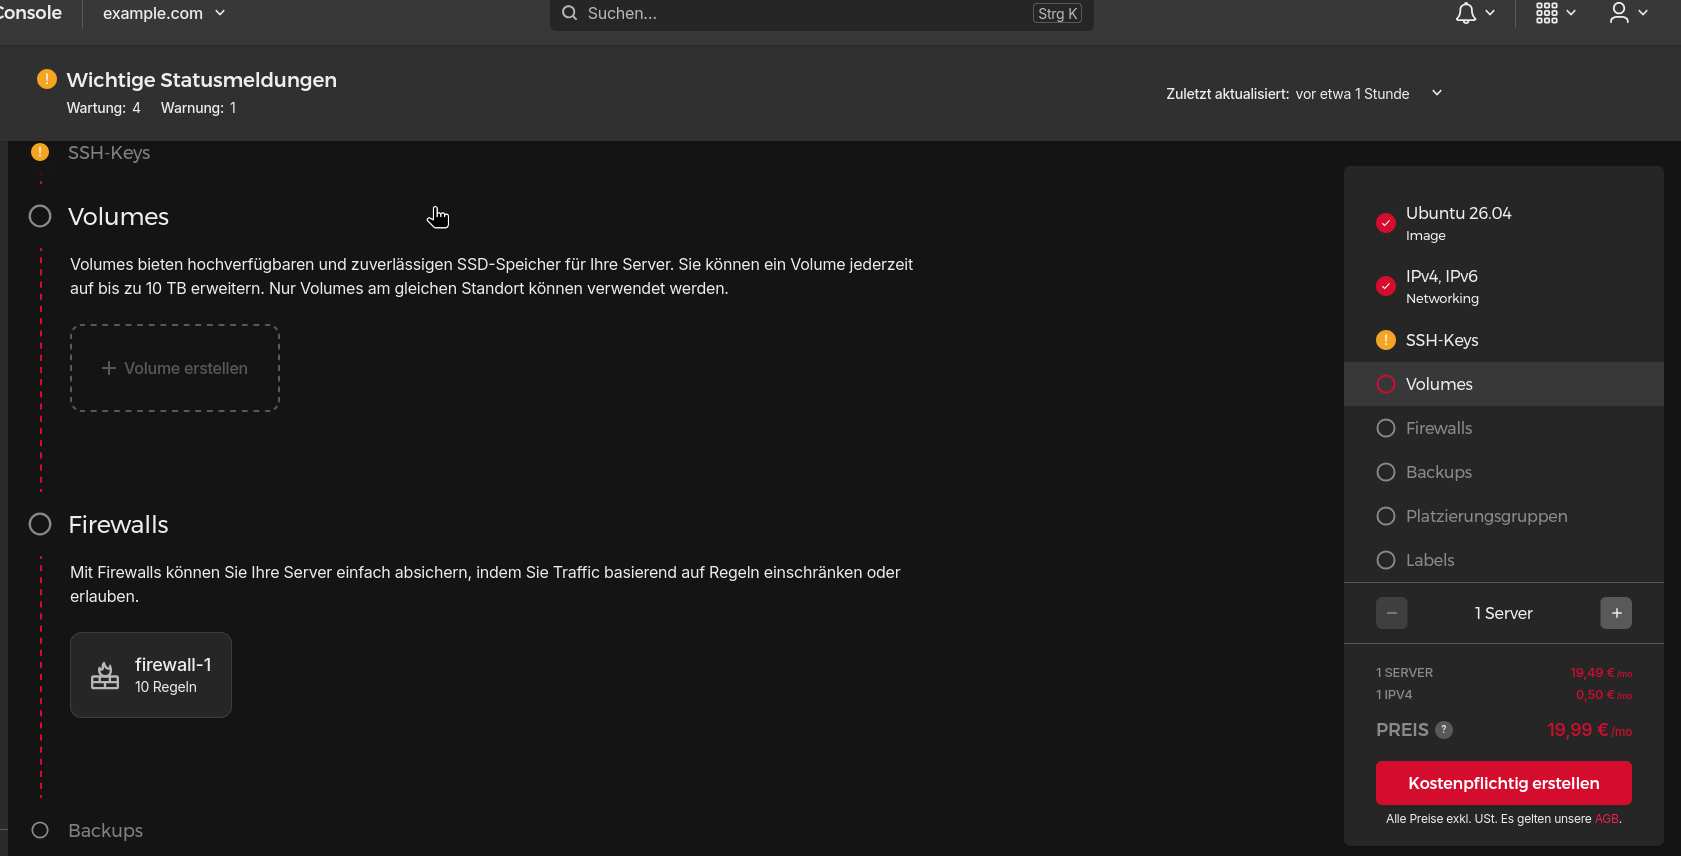 Console
example.com
Suchen...
Strg K
Wichtige Statusmeldungen
Wartung: 4 Warnung: 1
Zuletzt aktualisiert: vor etwa 1 Stunde
SSH-Keys
Volumes
Volumes bieten hochverfügbaren und zuverlässigen SSD-Speicher für Ihre Server. Sie können ein Volume jederzeit
auf bis zu 10 TB erweitern. Nur Volumes am gleichen Standort können verwendet werden.
+ Volume erstellen
Firewalls
Mit Firewalls können Sie Ihre Server einfach absichern, indem Sie Traffic basierend auf Regeln einschränken oder
erlauben.
firewall-1
10 Regeln
Backups
Ubuntu 26.04
Image
IPv4, IPv6
Networking
SSH-Keys
Volumes
Firewalls
Backups
Platzierungsgruppen
Labels
− 1 Server +
1 SERVER 19,49 € /mo
1 IPV4 0,50 € /mo
PREIS ? 19,99 € /mo
Kostenpflichtig erstellen
Alle Preise exkl. USt. Es gelten unsere AGB.